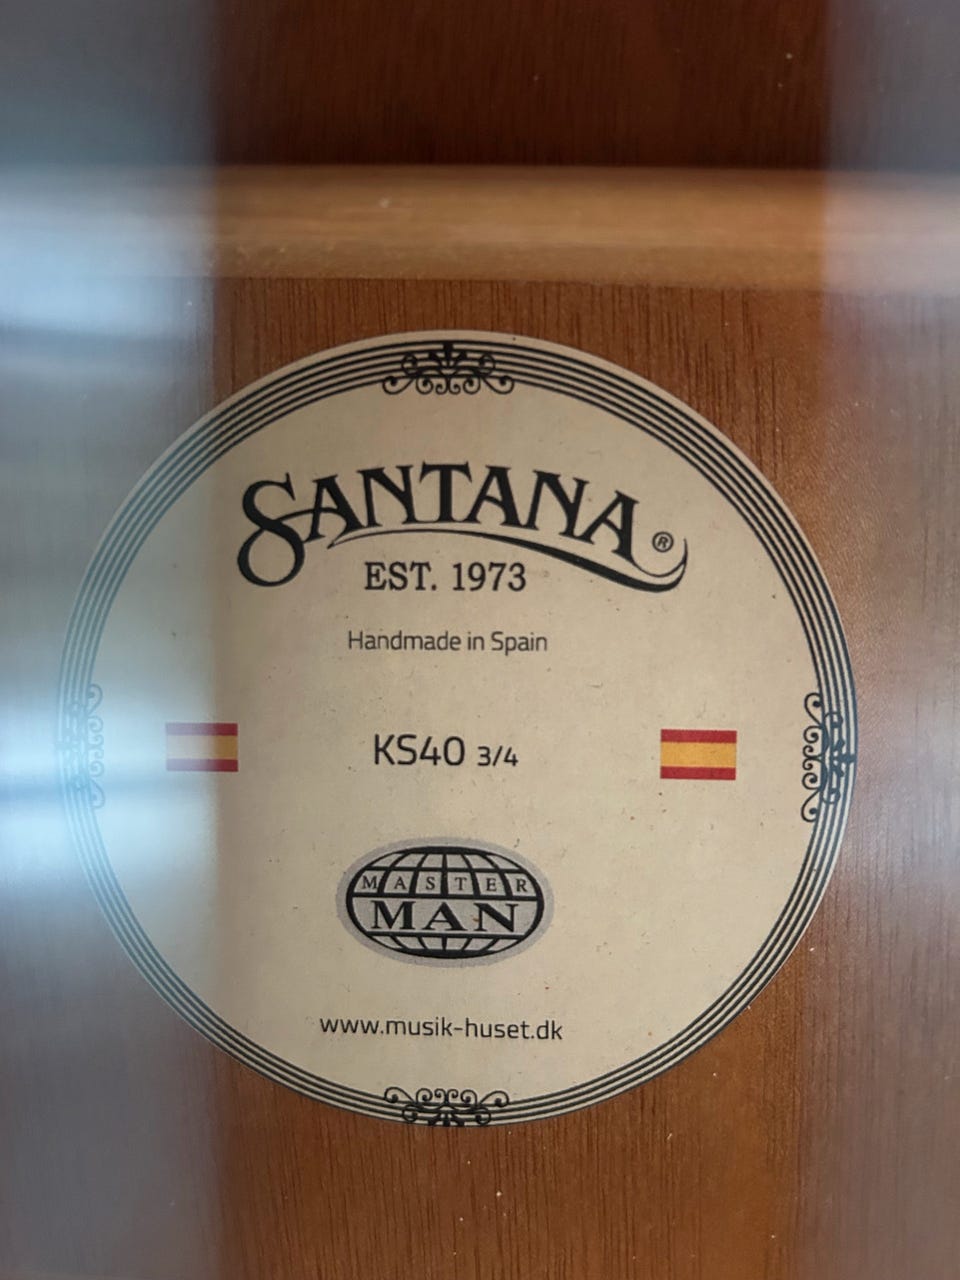 SANTANA ®
EST. 1973
Handmade in Spain
KS40 3/4
MASTER
MAN
www.musik-huset.dk